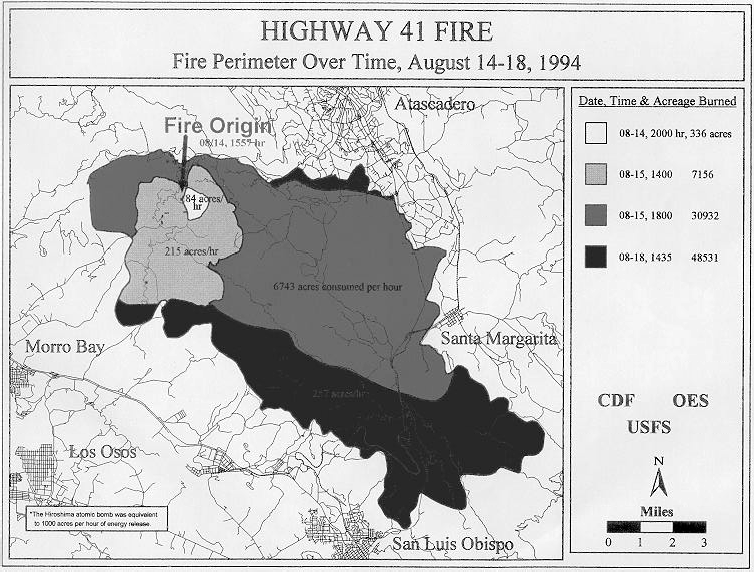 HIGHWAY 41 FIRE
Fire Perimeter Over Time, August 14-18, 1994
Atascadero
Fire Origin
08/14, 1557 hr
84 acres/
hr
215 acres/hr
6743 acres consumed per hour
257 acres/hr
Santa Margarita
Morro Bay
Los Osos
San Luis Obispo
*The Hiroshima atomic bomb was equivalent
to 1000 acres per hour of energy release.
Date, Time & Acreage Burned
08-14, 2000 hr, 336 acres
08-15, 1400 7156
08-15, 1800 30932
08-18, 1435 48531
CDF OES
USFS
N
Miles
0 1 2 3